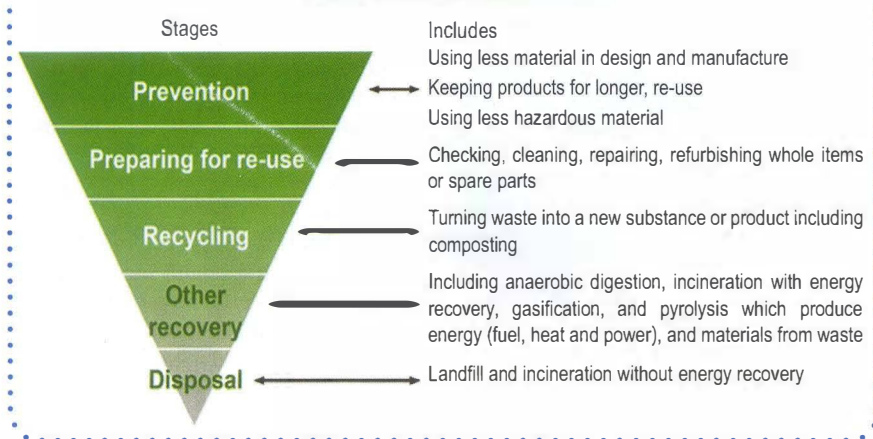 Stages
Includes
Using less material in design and manufacture
Prevention
Keeping products for longer, re-use
Using less hazardous material
Preparing for re-use
Checking, cleaning, repairing, refurbishing whole items
or spare parts
Recycling
Turning waste into a new substance or product including
composting
Other
recovery
Including anaerobic digestion, incineration with energy
recovery, gasification, and pyrolysis which produce
energy (fuel, heat and power), and materials from waste
Disposal
Landfill and incineration without energy recovery